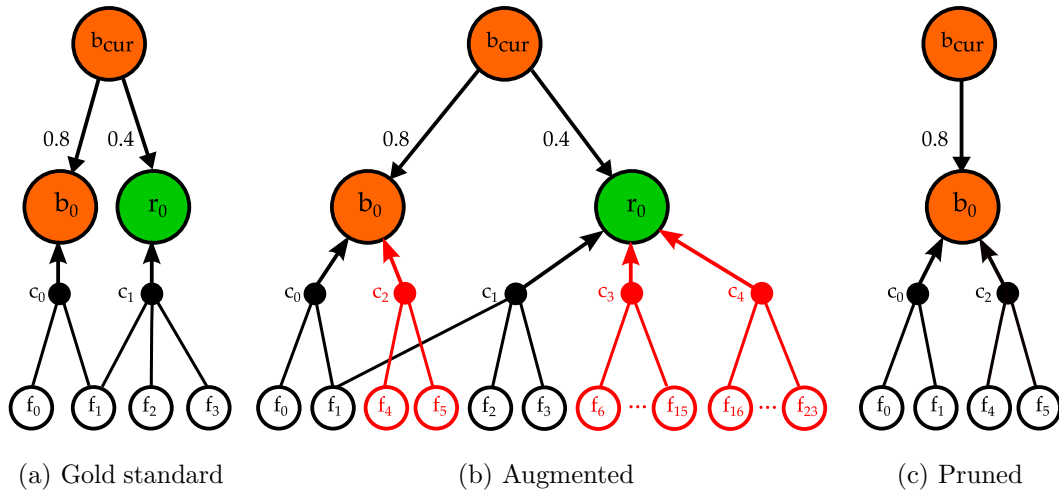 b_cur b_cur b_cur
0.8 0.4 0.8 0.4 0.8
b_0 r_0 b_0 r_0 b_0
c_0 c_1 c_0 c_2 c_1 c_3 c_4 c_0 c_2
f_0 f_1 f_2 f_3 f_0 f_1 f_4 f_5 f_2 f_3 f_6 ... f_15 f_16 ... f_23 f_0 f_1 f_4 f_5
(a) Gold standard (b) Augmented (c) Pruned